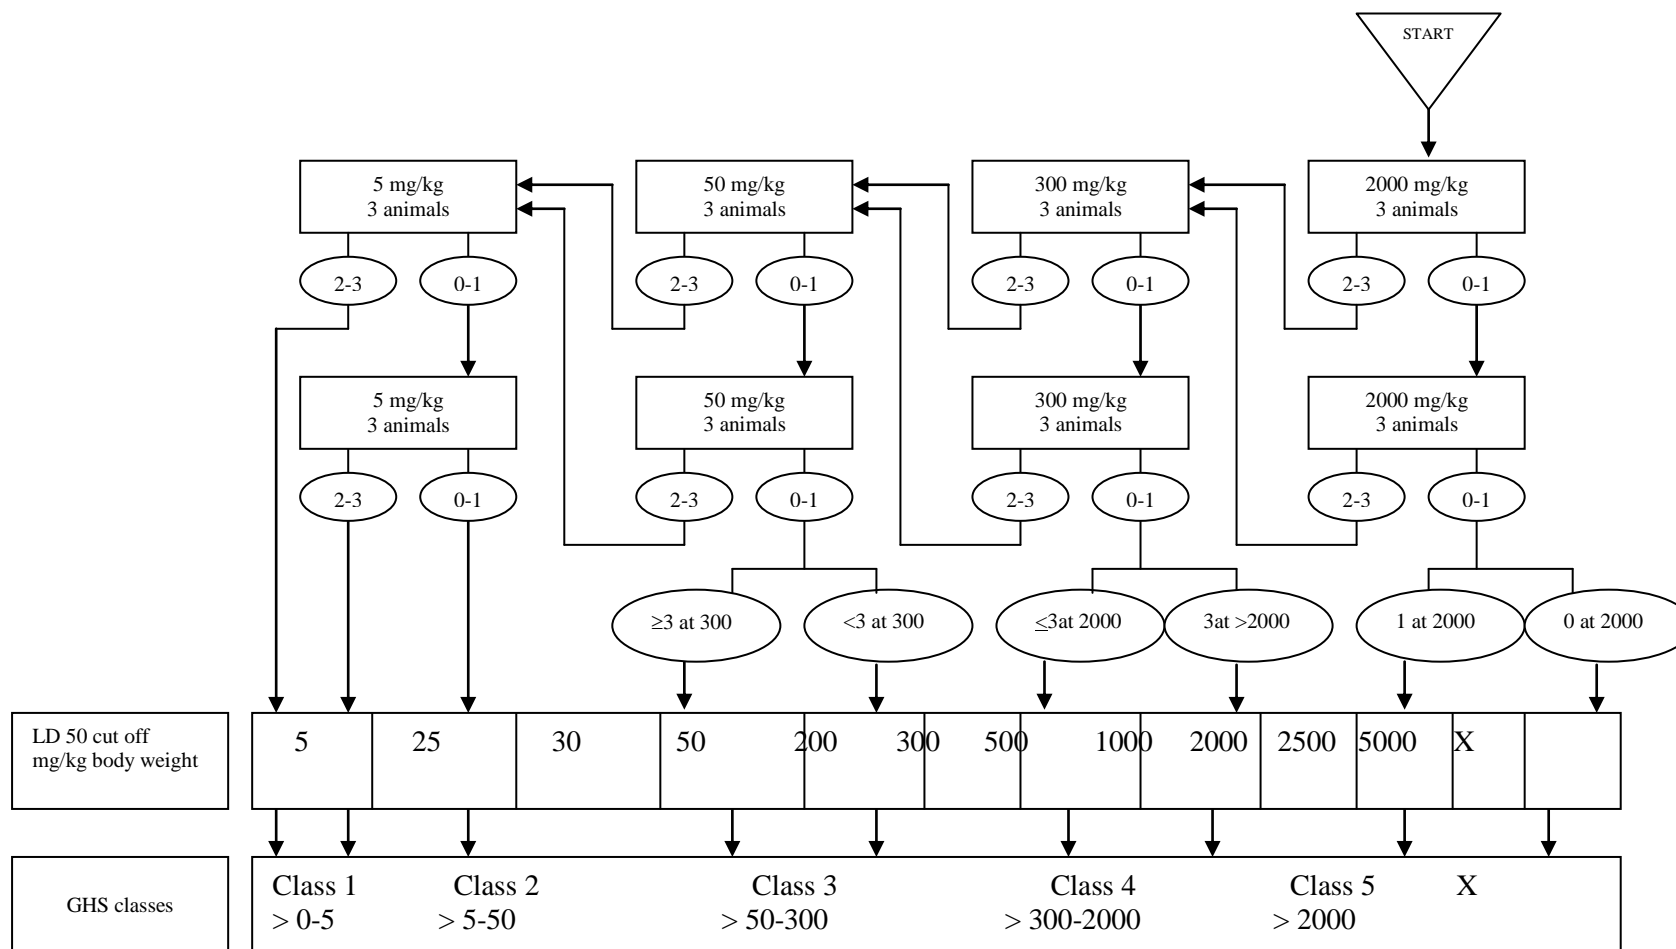 START
5 mg/kg
3 animals
50 mg/kg
3 animals
300 mg/kg
3 animals
2000 mg/kg
3 animals
2-3 0-1 2-3 0-1 2-3 0-1 2-3 0-1
5 mg/kg
3 animals
50 mg/kg
3 animals
300 mg/kg
3 animals
2000 mg/kg
3 animals
2-3 0-1 2-3 0-1 2-3 0-1 2-3 0-1
≥3 at 300 <3 at 300 ≤3at 2000 3at >2000 1 at 2000 0 at 2000
LD 50 cut off
mg/kg body weight
5 25 30 50 200 300 500 1000 2000 2500 5000 X
GHS classes
Class 1 Class 2 Class 3 Class 4 Class 5 X
> 0-5 > 5-50 > 50-300 > 300-2000 > 2000